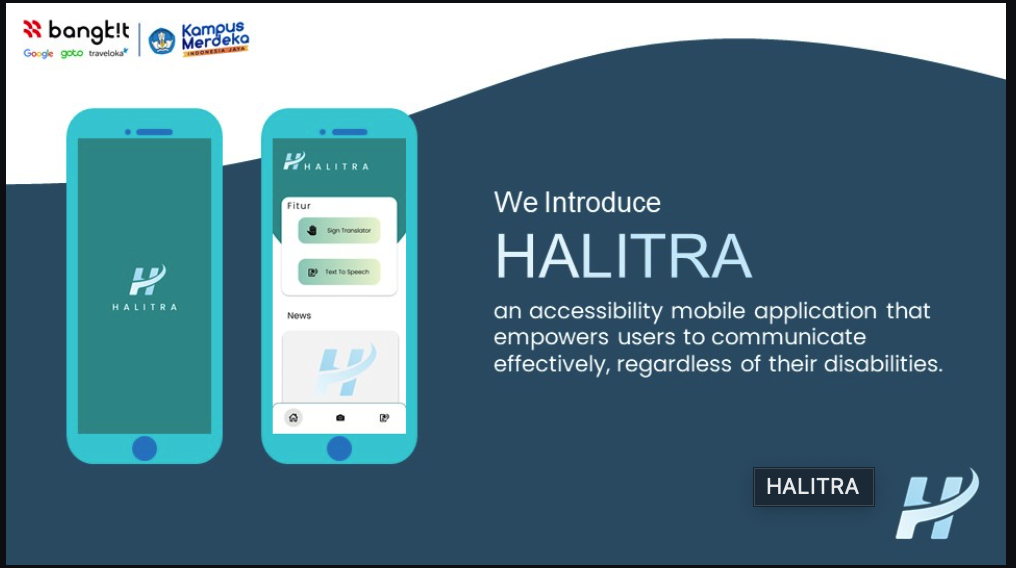 bangk!t
Google goto traveloka
Kampus
Merdeka
INDONESIA JAYA
HALITRA
HALITRA
Fitur
Sign Translator
Text To Speech
News
We Introduce
HALITRA
an accessibility mobile application that
empowers users to communicate
effectively, regardless of their disabilities.
HALITRA